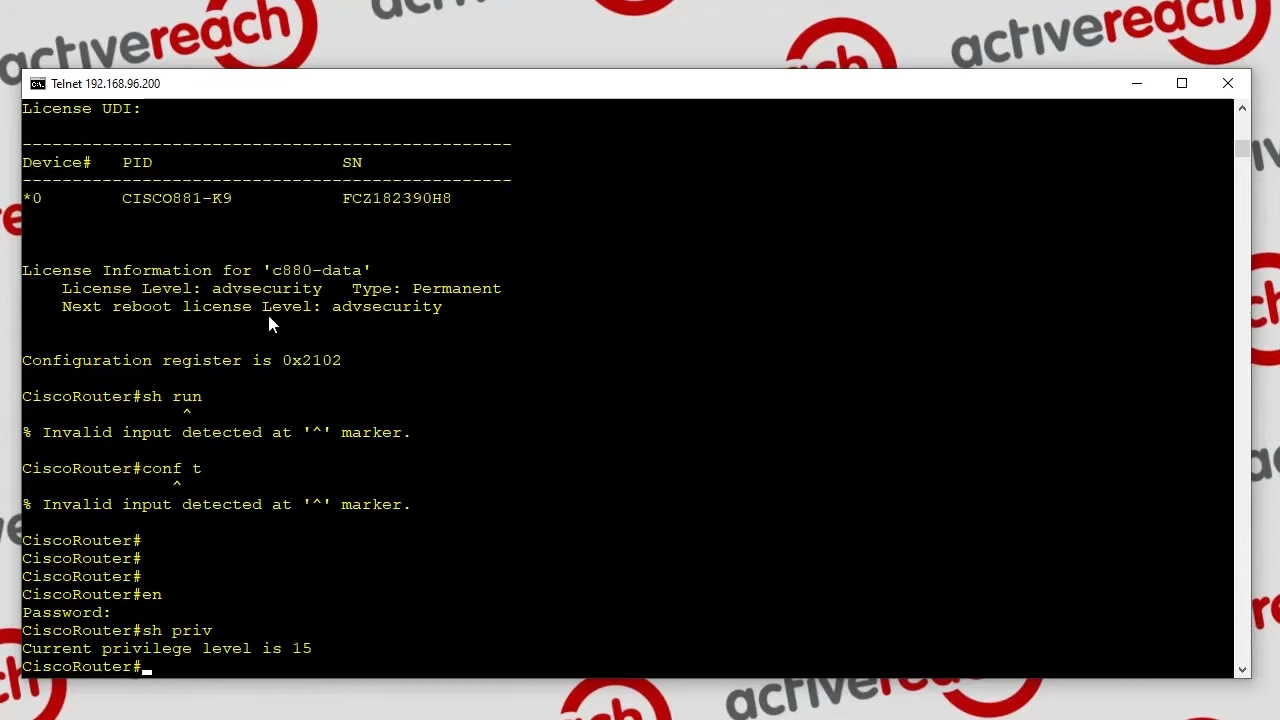 activereach
activereach
Telnet 192.168.96.200
License UDI:
-------------------------------------------------
Device#   PID                   SN
-------------------------------------------------
*0        CISCO881-K9           FCZ182390H8
License Information for 'c880-data'
    License Level: advsecurity   Type: Permanent
    Next reboot license Level: advsecurity
Configuration register is 0x2102
CiscoRouter#sh run
                ^
% Invalid input detected at '^' marker.
CiscoRouter#conf t
               ^
% Invalid input detected at '^' marker.
CiscoRouter#
CiscoRouter#
CiscoRouter#
CiscoRouter#en
Password:
CiscoRouter#sh priv
Current privilege level is 15
CiscoRouter#
activereach